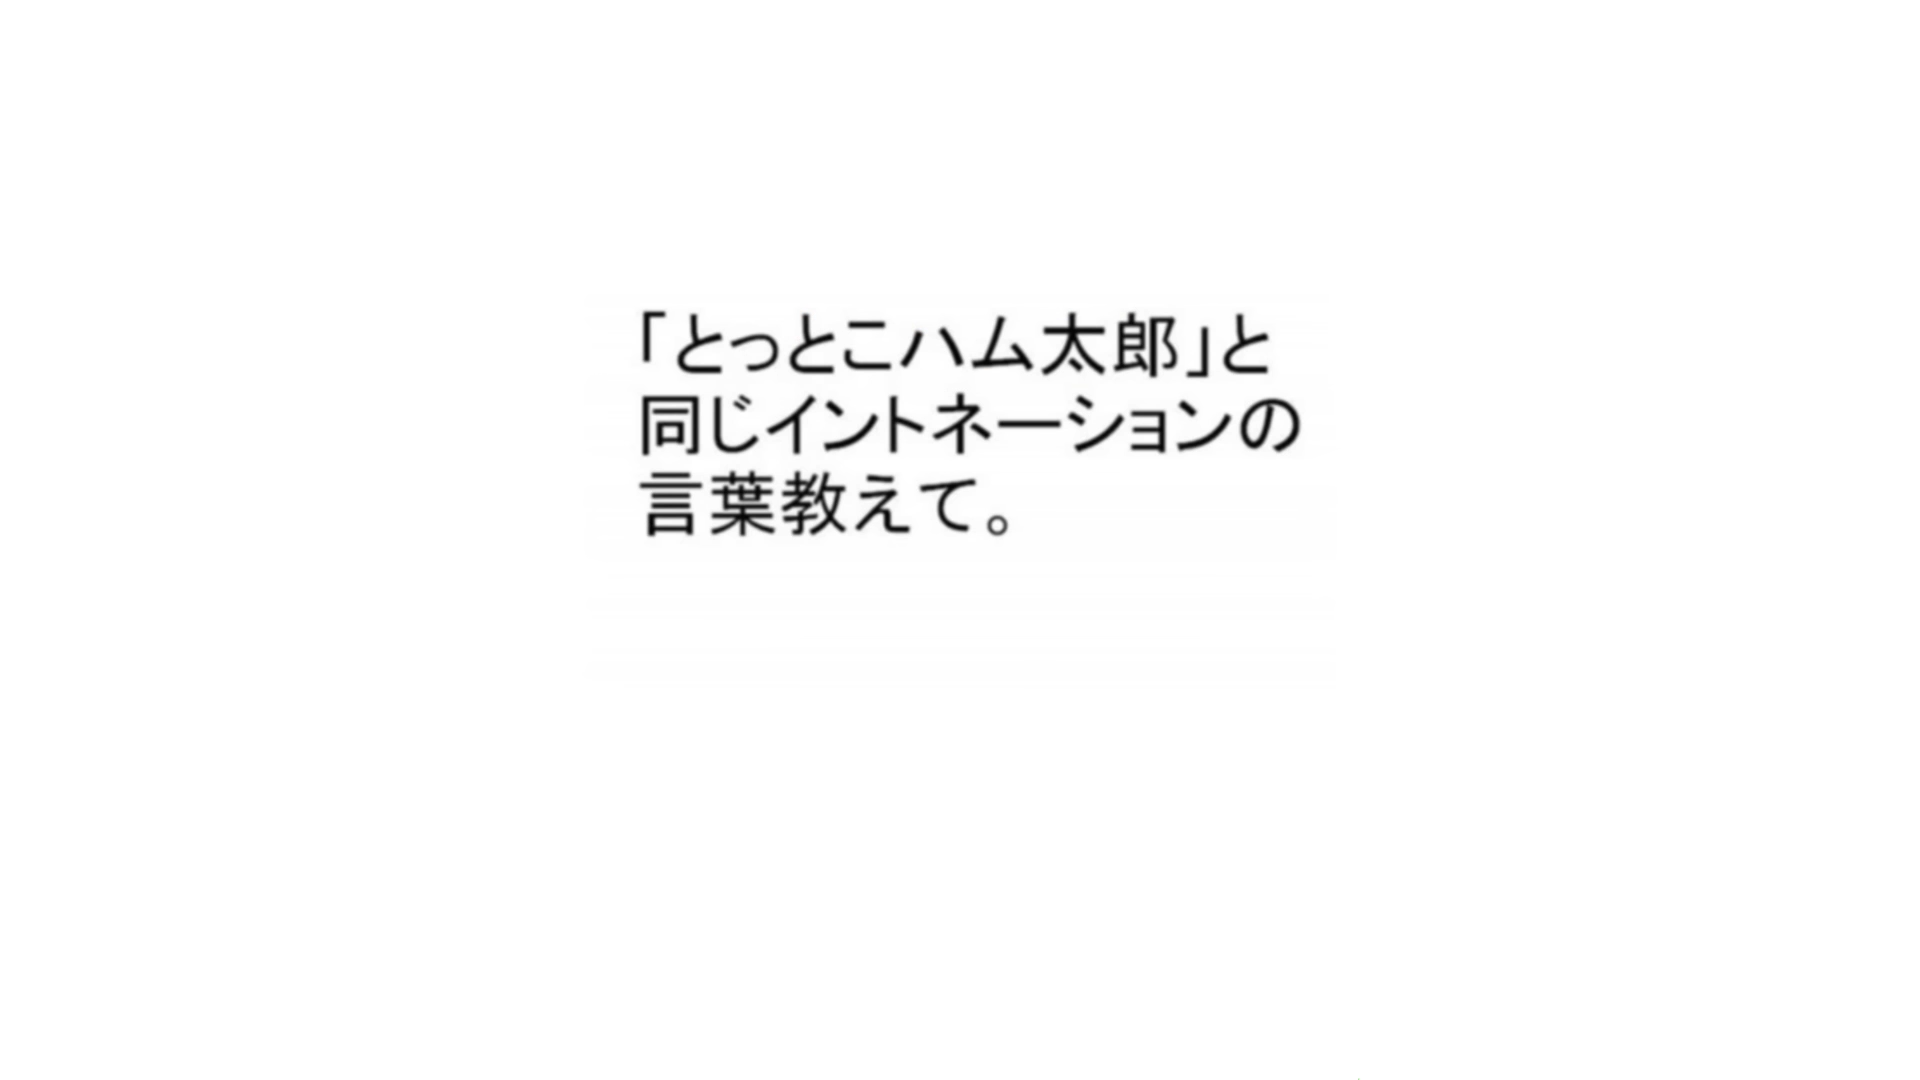 「とっとこハム太郎」と
同じイントネーションの
言葉教えて。